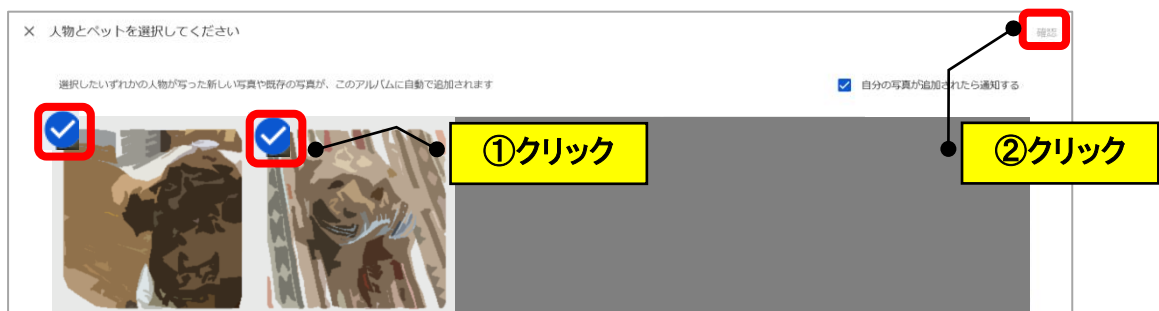 × 人物とペットを選択してください
確認
選択したいずれかの人物が写った新しい写真や既存の写真が、このアルバムに自動で追加されます
自分の写真が追加されたら通知する
①クリック
②クリック